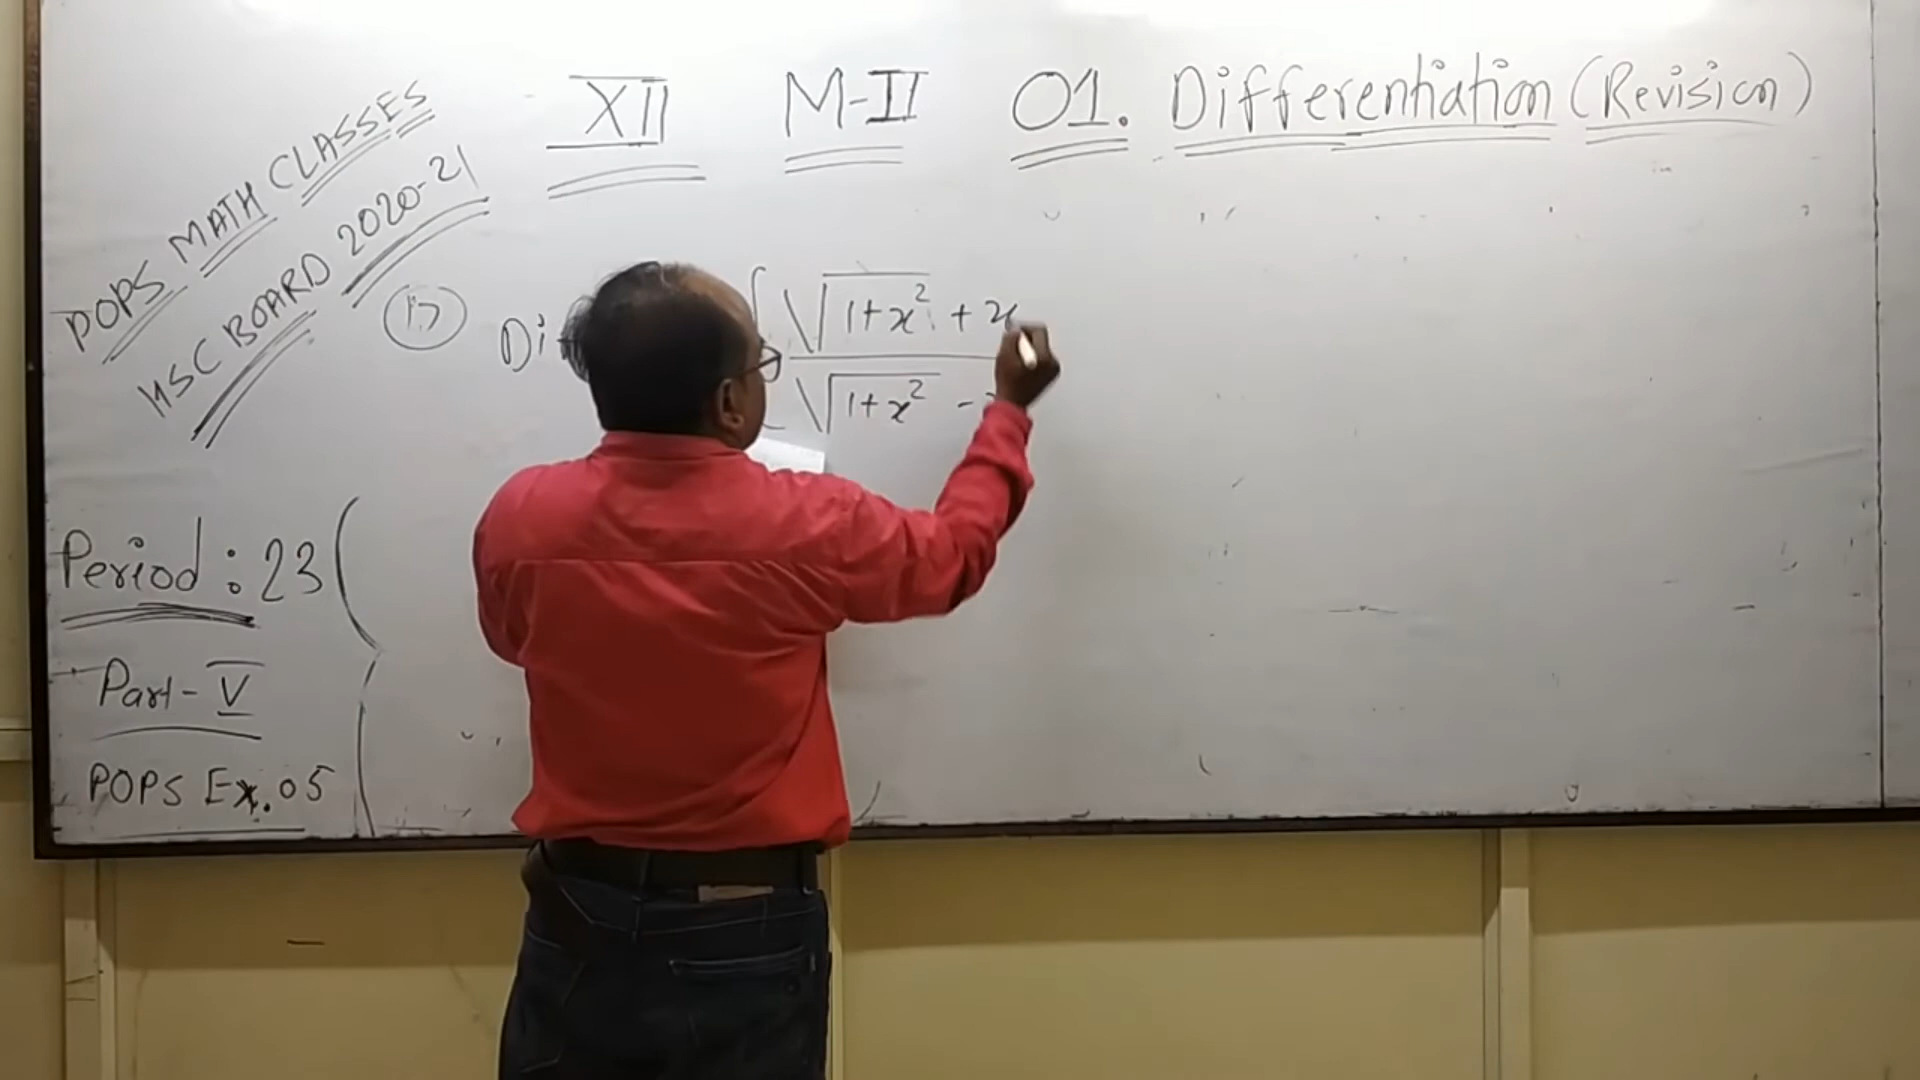 XII M-II 01. Differentiation (Revision)
POPS MATH CLASSES
HSC BOARD 2020-21
1>
√1+x² + x
√1+x² -
Period : 23
Part - V
POPS Ex. 05